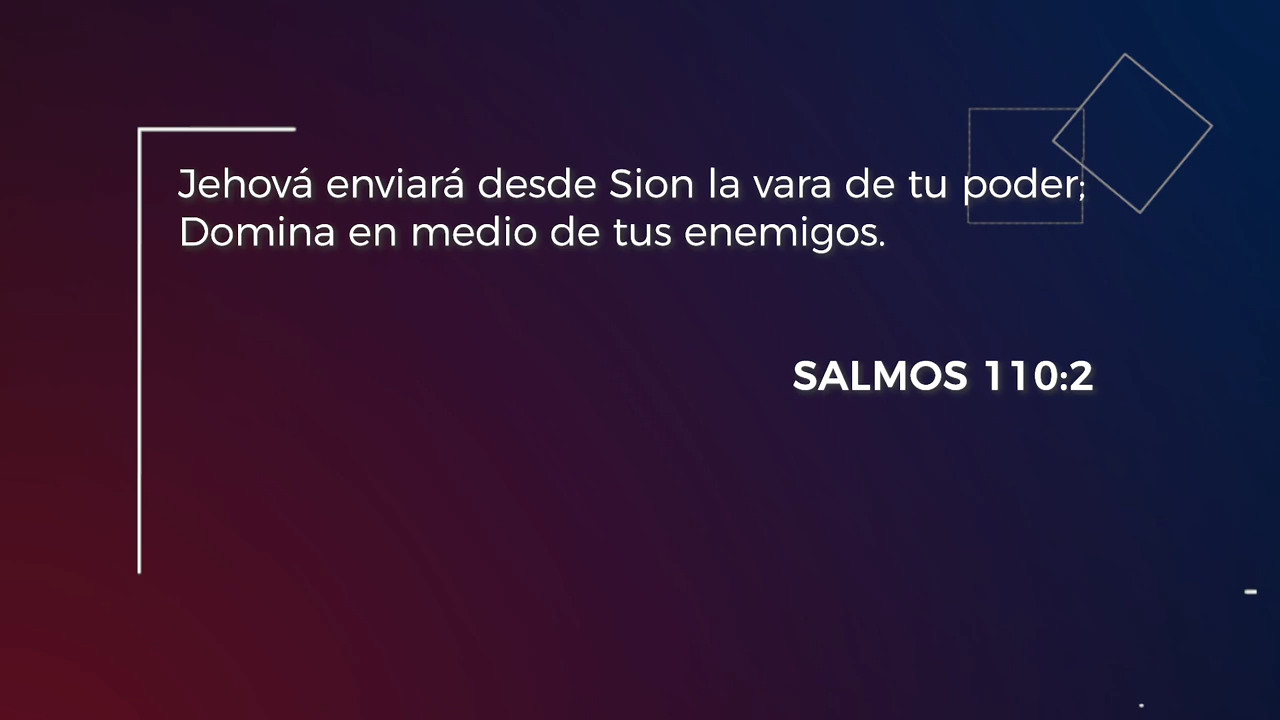 Jehová enviará desde Sion la vara de tu poder;
Domina en medio de tus enemigos.
SALMOS 110:2